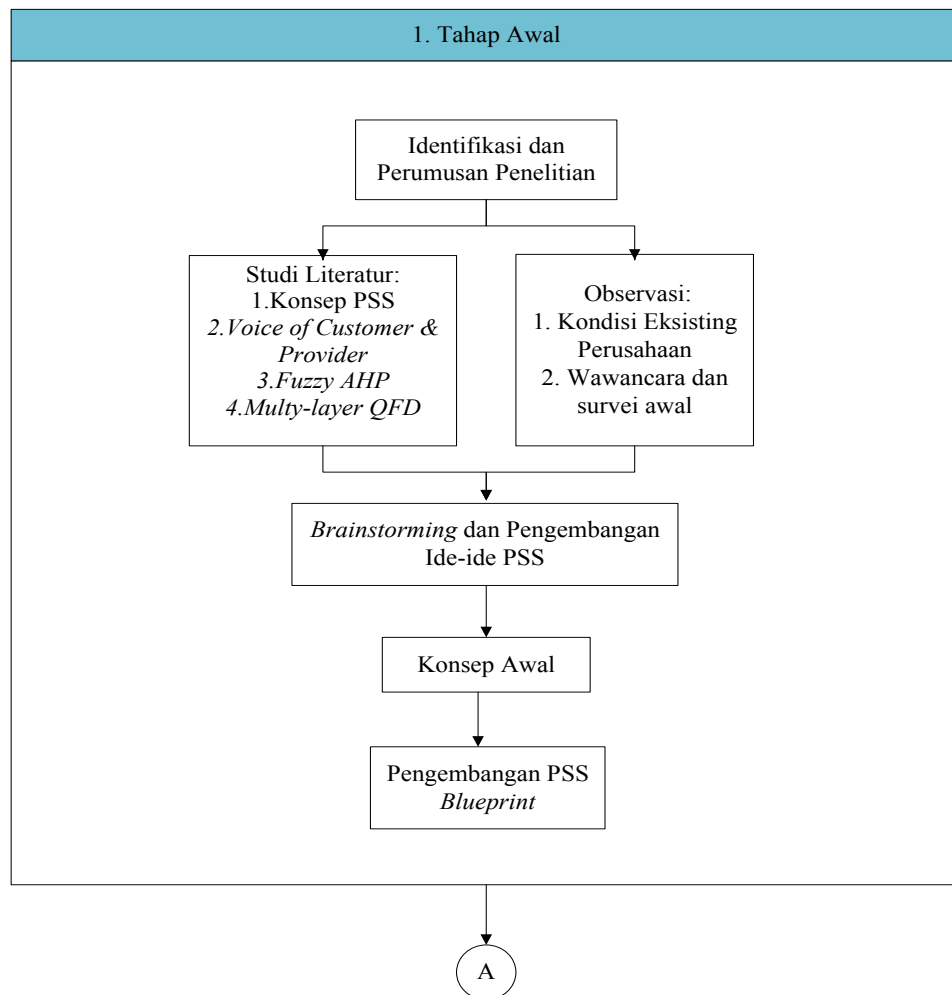 1. Tahap Awal
Identifikasi dan
Perumusan Penelitian
Studi Literatur:
1.Konsep PSS
2.Voice of Customer &
Provider
3.Fuzzy AHP
4.Multy-layer QFD
Observasi:
1. Kondisi Eksisting
Perusahaan
2. Wawancara dan
survei awal
Brainstorming dan Pengembangan
Ide-ide PSS
Konsep Awal
Pengembangan PSS
Blueprint
A